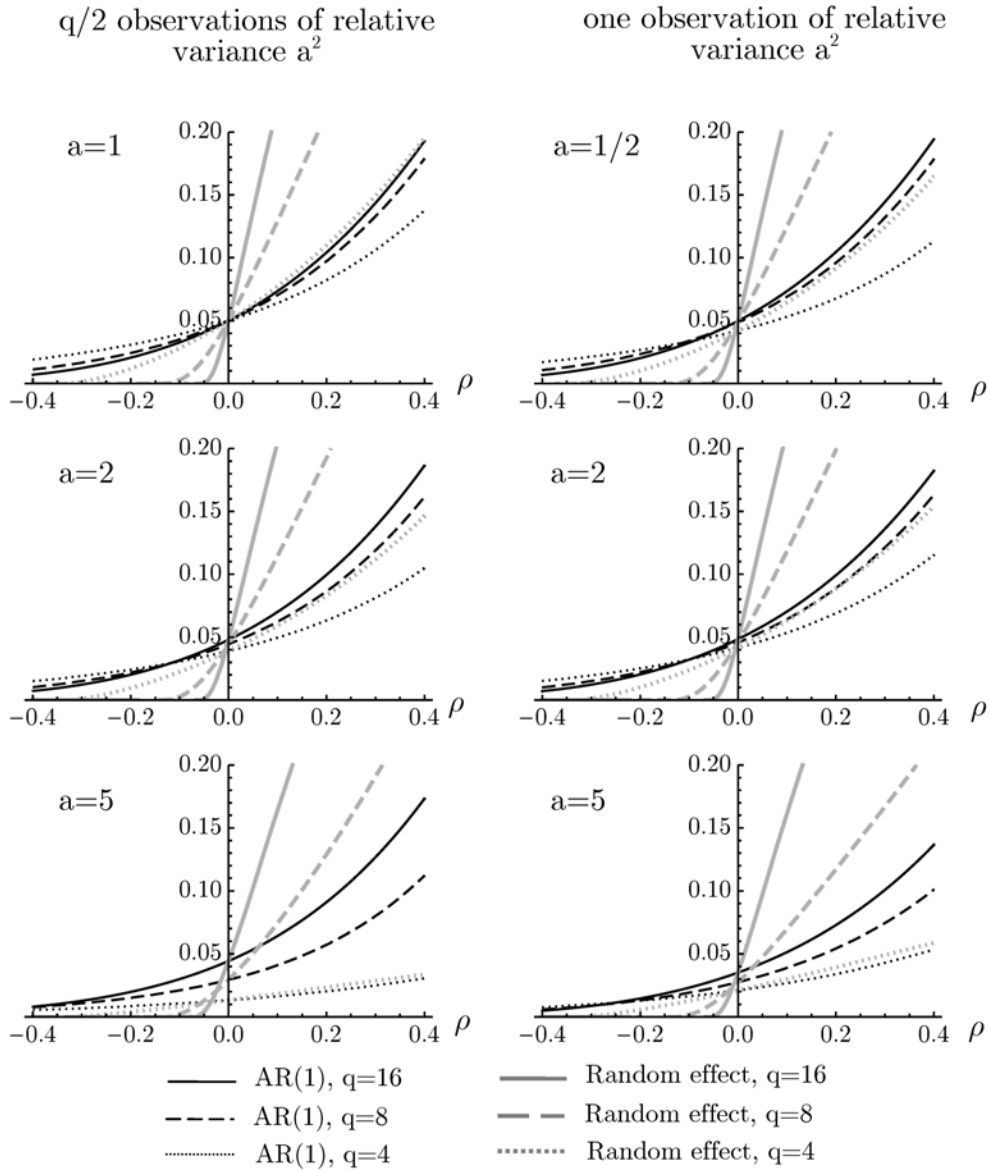 q/2 observations of relative
variance a²
one observation of relative
variance a²
a=1
0.20
0.15
0.10
0.05
−0.4 −0.2 0.0 0.2 0.4 ρ
a=1/2
0.20
0.15
0.10
0.05
−0.4 −0.2 0.0 0.2 0.4 ρ
a=2
0.20
0.15
0.10
0.05
−0.4 −0.2 0.0 0.2 0.4 ρ
a=2
0.20
0.15
0.10
0.05
−0.4 −0.2 0.0 0.2 0.4 ρ
a=5
0.20
0.15
0.10
0.05
−0.4 −0.2 0.0 0.2 0.4 ρ
a=5
0.20
0.15
0.10
0.05
−0.4 −0.2 0.0 0.2 0.4 ρ
AR(1), q=16
AR(1), q=8
AR(1), q=4
Random effect, q=16
Random effect, q=8
Random effect, q=4